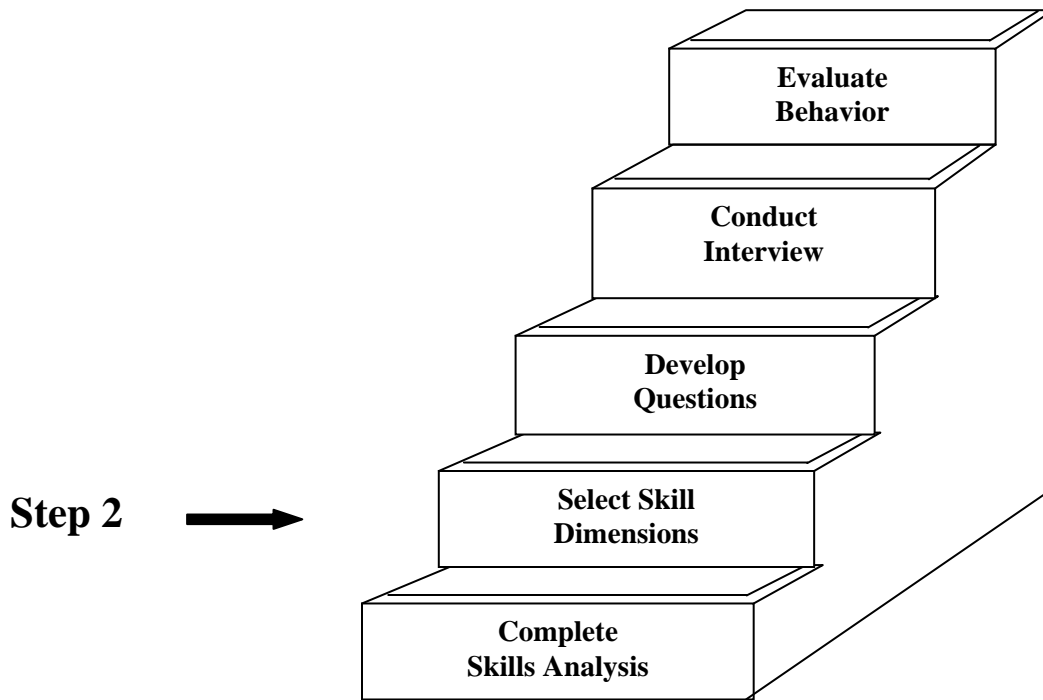 Evaluate
Behavior
Conduct
Interview
Develop
Questions
Step 2
Select Skill
Dimensions
Complete
Skills Analysis